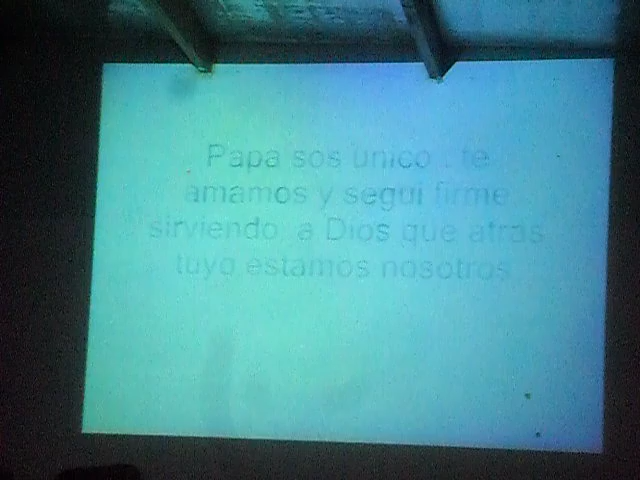 Papa sos unico . te
amamos y segui firme
sirviendo a Dios que atras
tuyo estamos nosotros